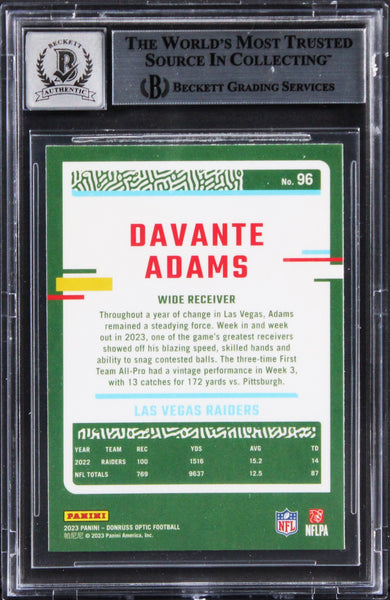 BECKETT
B
AUTHENTIC
THE WORLD'S MOST TRUSTED
SOURCE IN COLLECTING™
B BECKETT GRADING SERVICES
No. 96
DAVANTE
ADAMS
WIDE RECEIVER
Throughout a year of change in Las Vegas, Adams
remained a steadying force. Week in and week
out in 2023, one of the game's greatest receivers
showed off his blazing speed, skilled hands and
ability to snag contested balls. The three-time First
Team All-Pro had a vintage performance in Week 3,
with 13 catches for 172 yards vs. Pittsburgh.
LAS VEGAS RAIDERS
YEAR TEAM REC YDS AVG TD
2022 RAIDERS 100 1516 15.2 14
NFL TOTALS 769 9637 12.5 87
PANINI
2023 PANINI – DONRUSS OPTIC FOOTBALL
帕尼尼 © 2023 Panini America, Inc.
NFL
NFLPA